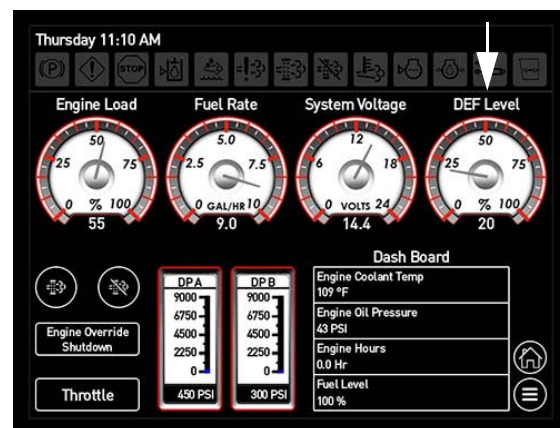 Thursday 11:10 AM
(P) STOP
Engine Load
Fuel Rate
System Voltage
DEF Level
0 25 50 75 100
%
55
0 2.5 5.0 7.5 10
GAL/HR
9.0
0 6 12 18 24
VOLTS
14.4
0 25 50 75 100
%
20
Engine Override
Shutdown
Throttle
DPA
9000
6750
4500
2250
0
450 PSI
DPB
9000
6750
4500
2250
0
300 PSI
Dash Board
Engine Coolant Temp
109 °F
Engine Oil Pressure
43 PSI
Engine Hours
0.0 Hr
Fuel Level
100 %